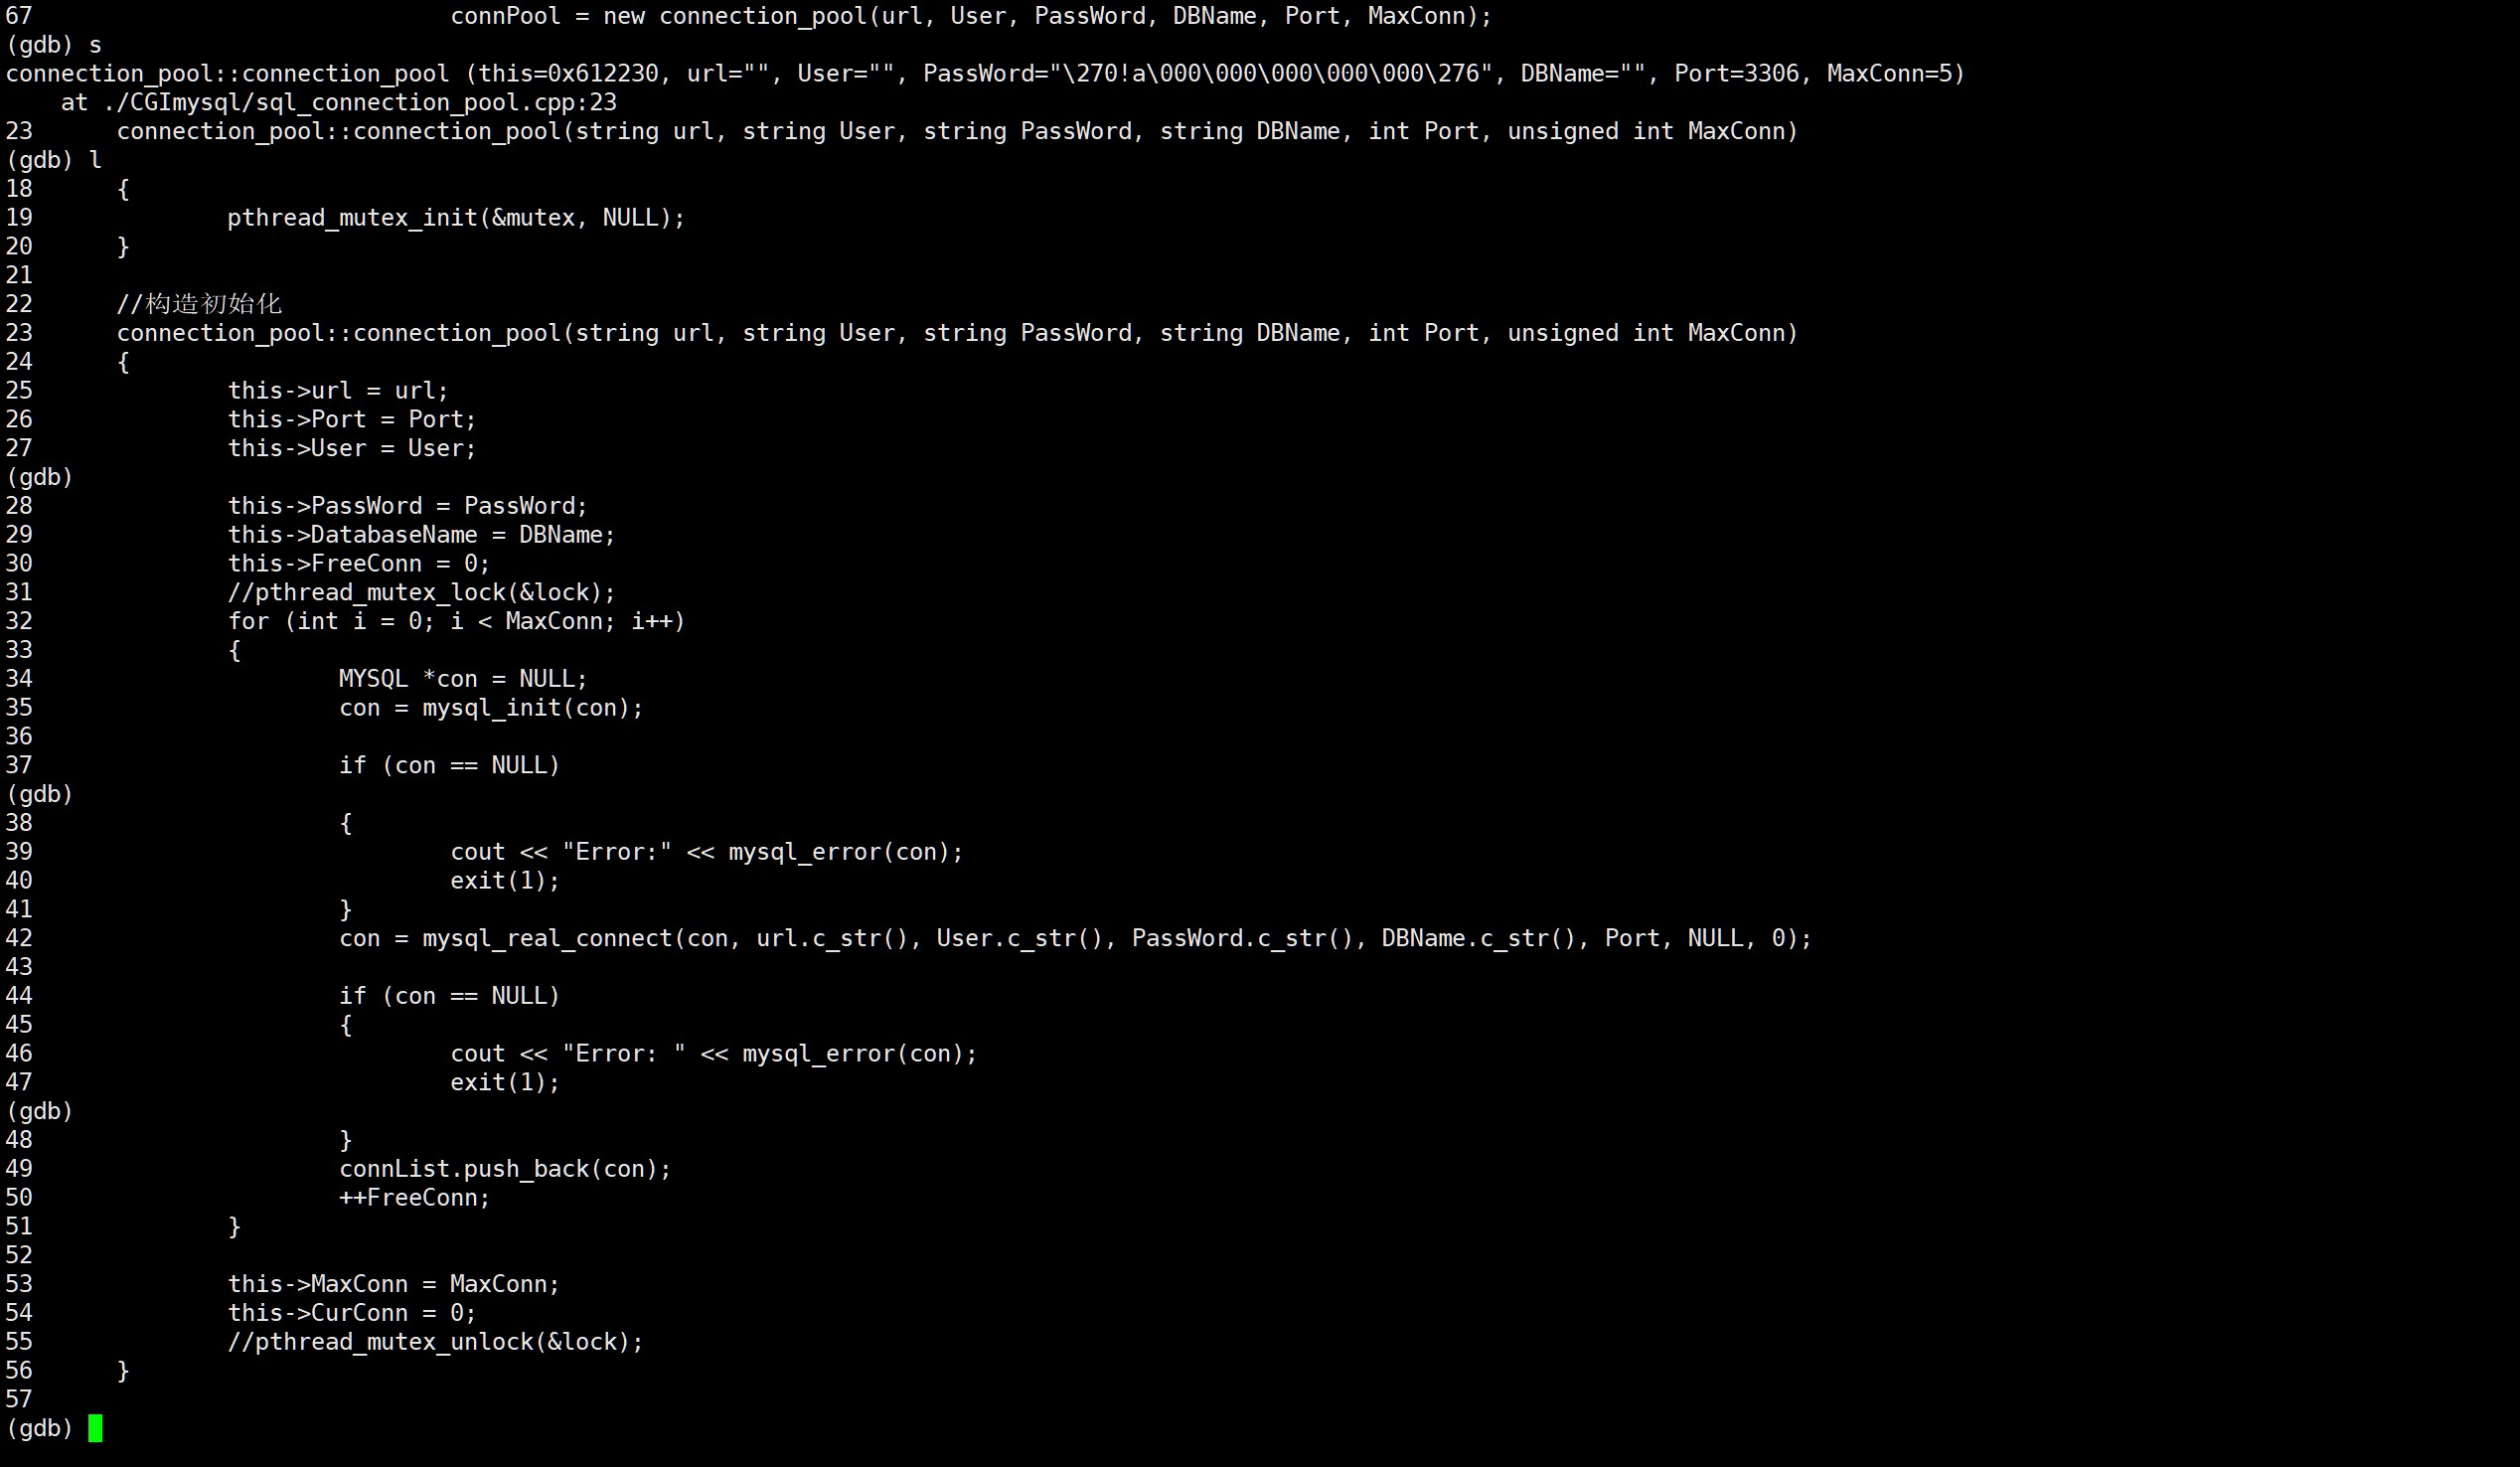 67                              connPool = new connection_pool(url, User, PassWord, DBName, Port, MaxConn);
(gdb) s
connection_pool::connection_pool (this=0x612230, url="", User="", PassWord="\270!a\000\000\000\000\000\276", DBName="", Port=3306, MaxConn=5)
    at ./CGImysql/sql_connection_pool.cpp:23
23      connection_pool::connection_pool(string url, string User, string PassWord, string DBName, int Port, unsigned int MaxConn)
(gdb) l
18      {
19              pthread_mutex_init(&mutex, NULL);
20      }
21
22      //构造初始化
23      connection_pool::connection_pool(string url, string User, string PassWord, string DBName, int Port, unsigned int MaxConn)
24      {
25              this->url = url;
26              this->Port = Port;
27              this->User = User;
(gdb)
28              this->PassWord = PassWord;
29              this->DatabaseName = DBName;
30              this->FreeConn = 0;
31              //pthread_mutex_lock(&lock);
32              for (int i = 0; i < MaxConn; i++)
33              {
34                      MYSQL *con = NULL;
35                      con = mysql_init(con);
36
37                      if (con == NULL)
(gdb)
38                      {
39                              cout << "Error:" << mysql_error(con);
40                              exit(1);
41                      }
42                      con = mysql_real_connect(con, url.c_str(), User.c_str(), PassWord.c_str(), DBName.c_str(), Port, NULL, 0);
43
44                      if (con == NULL)
45                      {
46                              cout << "Error: " << mysql_error(con);
47                              exit(1);
(gdb)
48                      }
49                      connList.push_back(con);
50                      ++FreeConn;
51              }
52
53              this->MaxConn = MaxConn;
54              this->CurConn = 0;
55              //pthread_mutex_unlock(&lock);
56      }
57
(gdb)